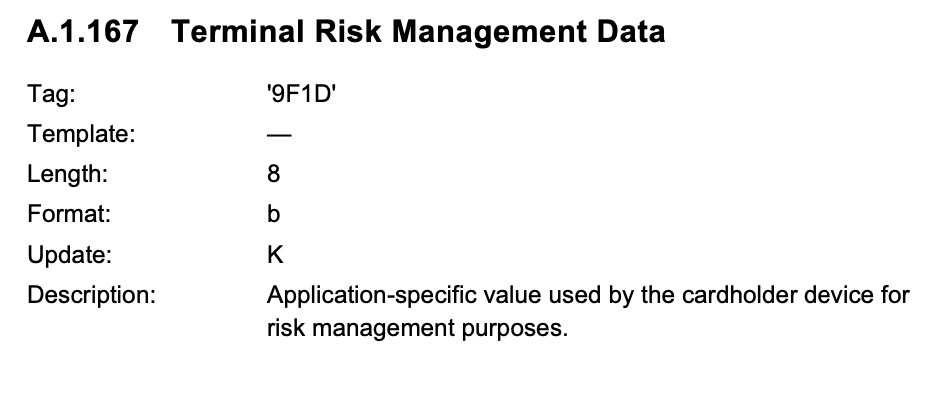 A.1.167 Terminal Risk Management Data
Tag: '9F1D'
Template: —
Length: 8
Format: b
Update: K
Description: Application-specific value used by the cardholder device for
risk management purposes.